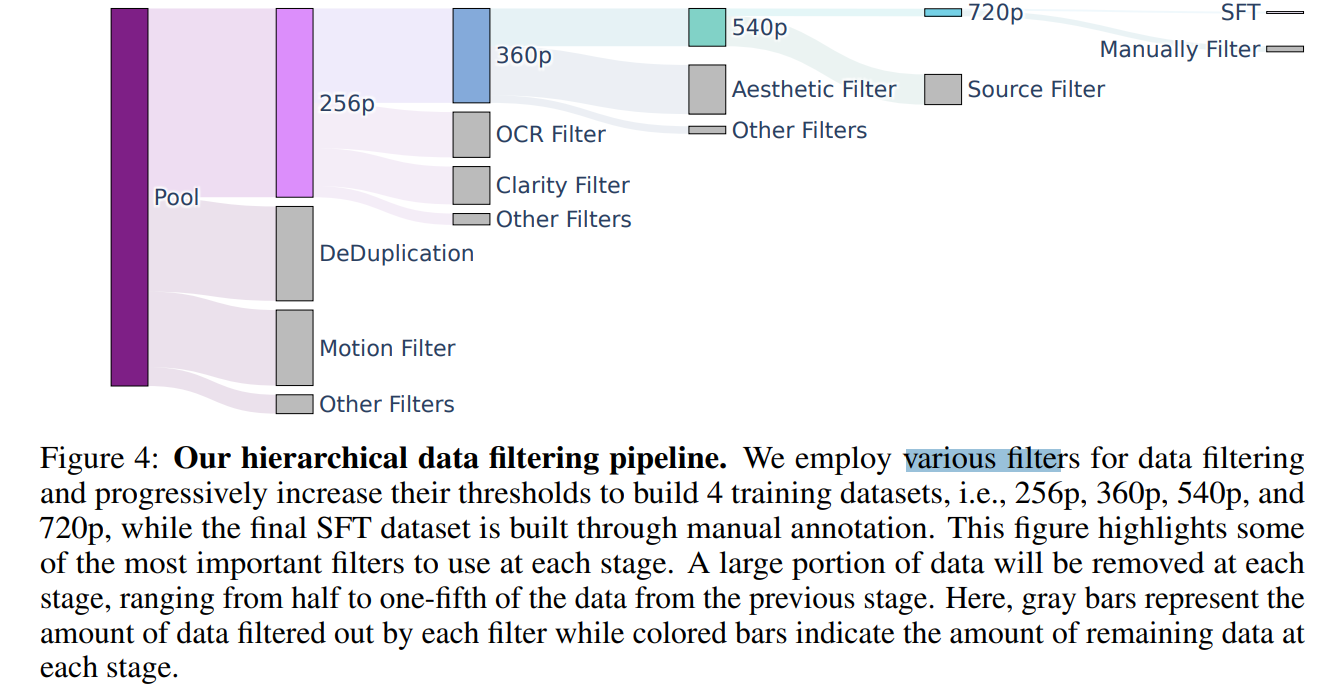 720p
SFT
540p
360p
Manually Filter
Aesthetic Filter
Source Filter
256p
OCR Filter
Other Filters
Clarity Filter
Pool
Other Filters
DeDuplication
Motion Filter
Other Filters
Figure 4: Our hierarchical data filtering pipeline. We employ various filters for data filtering
and progressively increase their thresholds to build 4 training datasets, i.e., 256p, 360p, 540p, and
720p, while the final SFT dataset is built through manual annotation. This figure highlights some
of the most important filters to use at each stage. A large portion of data will be removed at each
stage, ranging from half to one-fifth of the data from the previous stage. Here, gray bars represent the
amount of data filtered out by each filter while colored bars indicate the amount of remaining data at
each stage.